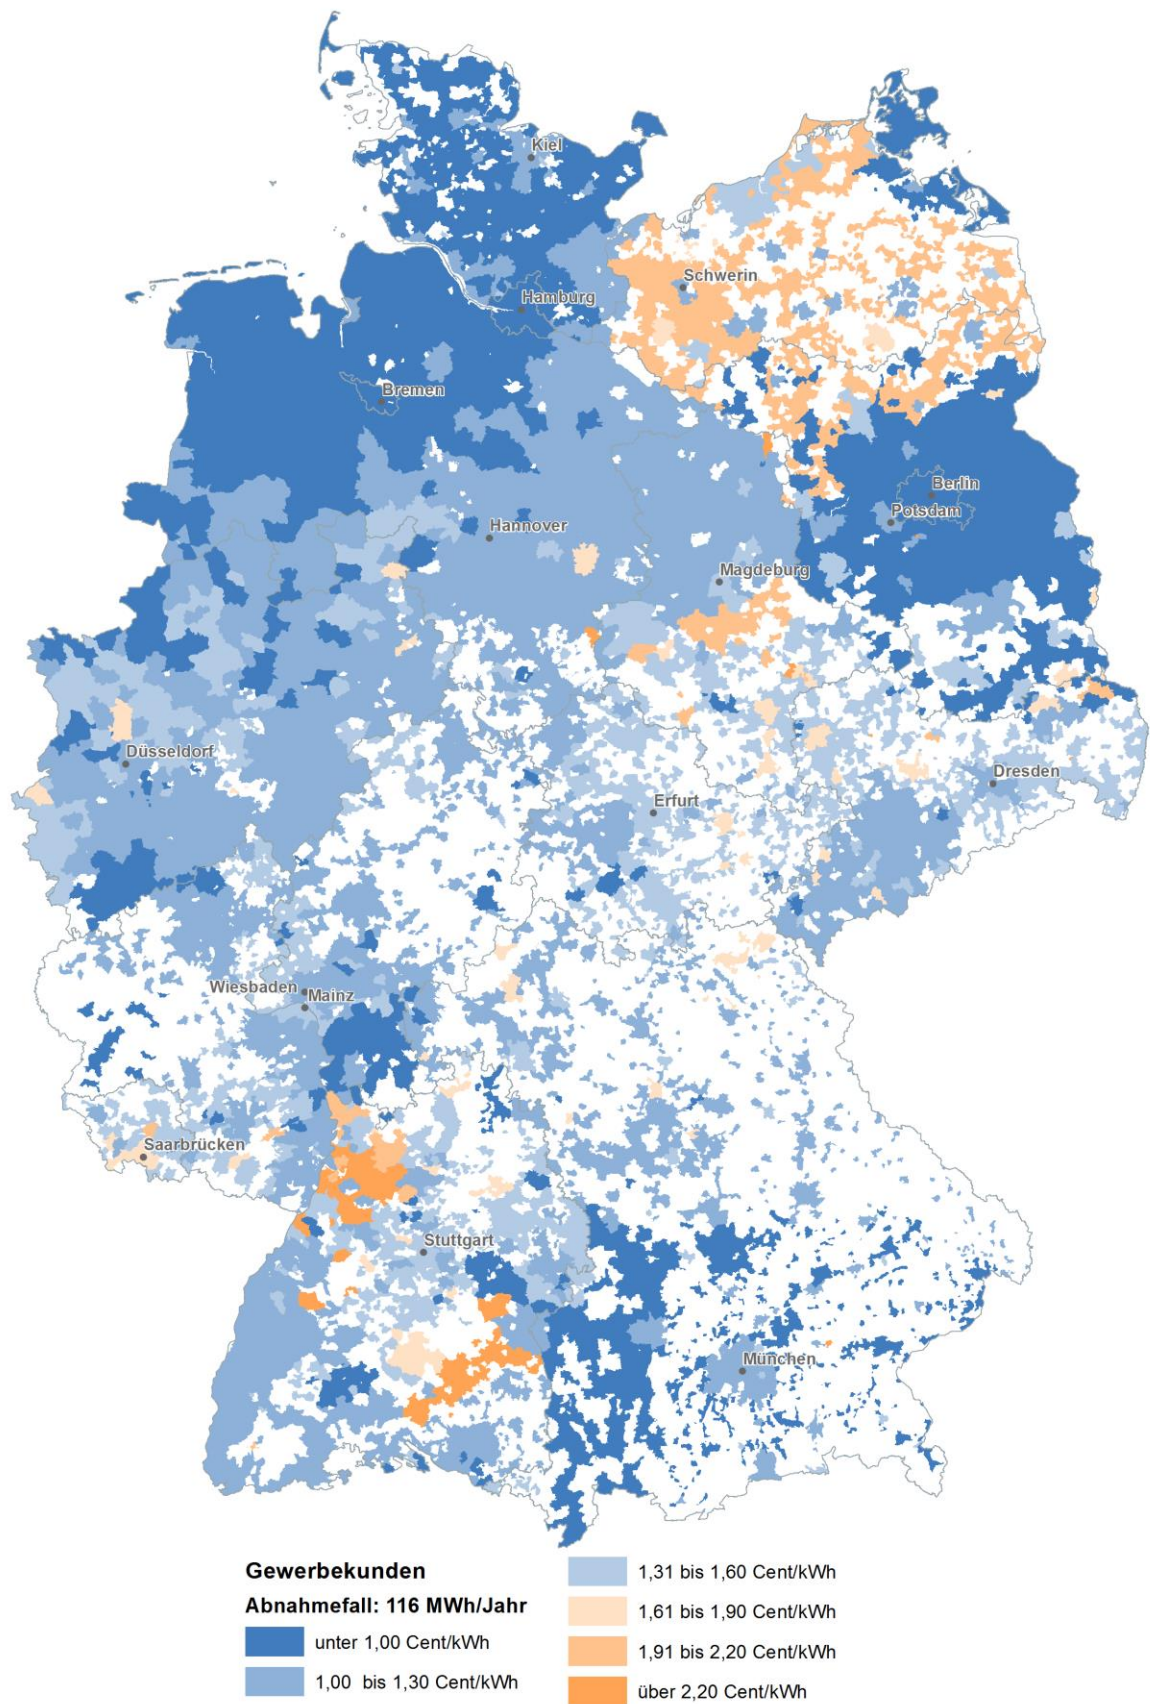 Kiel
Schwerin
Hamburg
Bremen
Berlin
Potsdam
Hannover
Magdeburg
Düsseldorf
Dresden
Erfurt
Wiesbaden
Mainz
Saarbrücken
Stuttgart
München
Gewerbekunden
Abnahmefall: 116 MWh/Jahr
unter 1,00 Cent/kWh
1,00 bis 1,30 Cent/kWh
1,31 bis 1,60 Cent/kWh
1,61 bis 1,90 Cent/kWh
1,91 bis 2,20 Cent/kWh
über 2,20 Cent/kWh